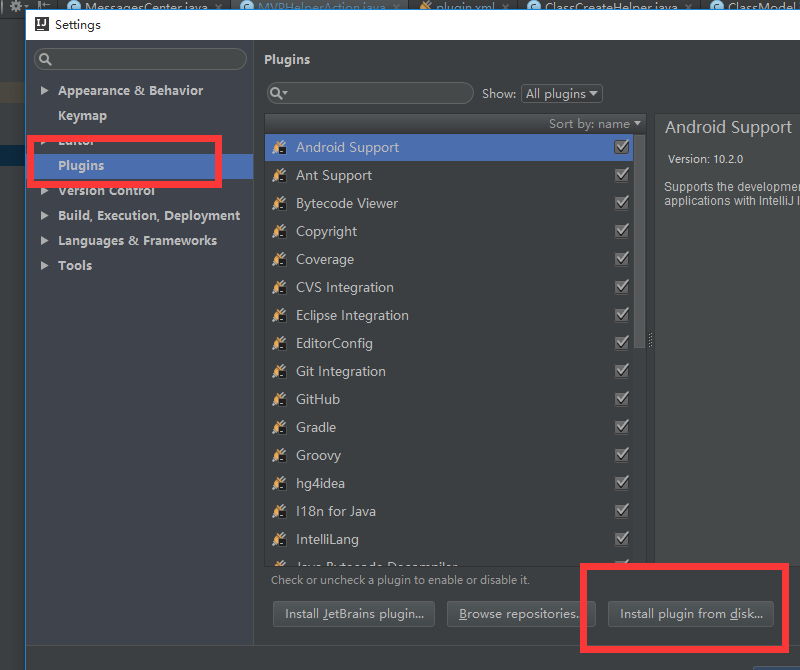 MessagesCenter.java
MVPHelperAction.java
plugin.xml
ClassCreateHelper.java
ClassModel
Settings
Appearance & Behavior
Keymap
Editor
Plugins
Version Control
Build, Execution, Deployment
Languages & Frameworks
Tools
Plugins
Show: All plugins
Sort by: name
Android Support
Ant Support
Bytecode Viewer
Copyright
Coverage
CVS Integration
Eclipse Integration
EditorConfig
Git Integration
GitHub
Gradle
Groovy
hg4idea
I18n for Java
IntelliLang
Java Bytecode Decompiler
Check or uncheck a plugin to enable or disable it.
Install JetBrains plugin...
Browse repositories...
Install plugin from disk...
Android Support
Version: 10.2.0
Supports the developmen
applications with IntelliJ I